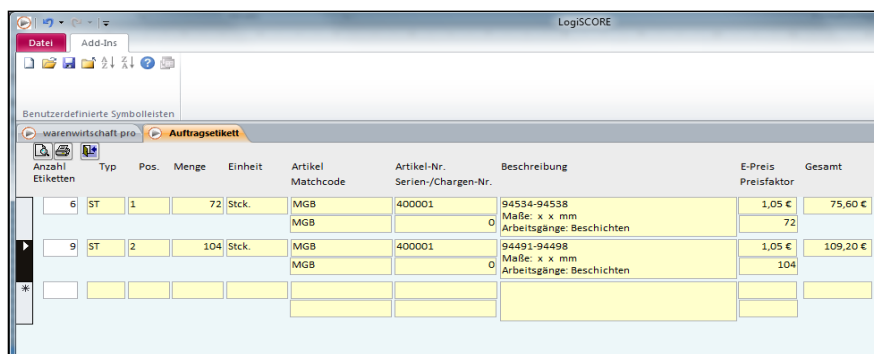 LogiSCORE
Datei Add-Ins
Benutzerdefinierte Symbolleisten
warenwirtschaft pro Auftragsetikett
Anzahl Typ Pos. Menge Einheit Artikel Artikel-Nr. Beschreibung E-Preis Gesamt
Etiketten Matchcode Serien-/Chargen-Nr. Preisfaktor
6 ST 1 72 Stck. MGB 400001 94534-94538 1,05 € 75,60 €
Maße: x x mm
MGB 0 Arbeitsgänge: Beschichten 72
9 ST 2 104 Stck. MGB 400001 94491-94498 1,05 € 109,20 €
Maße: x x mm
MGB 0 Arbeitsgänge: Beschichten 104